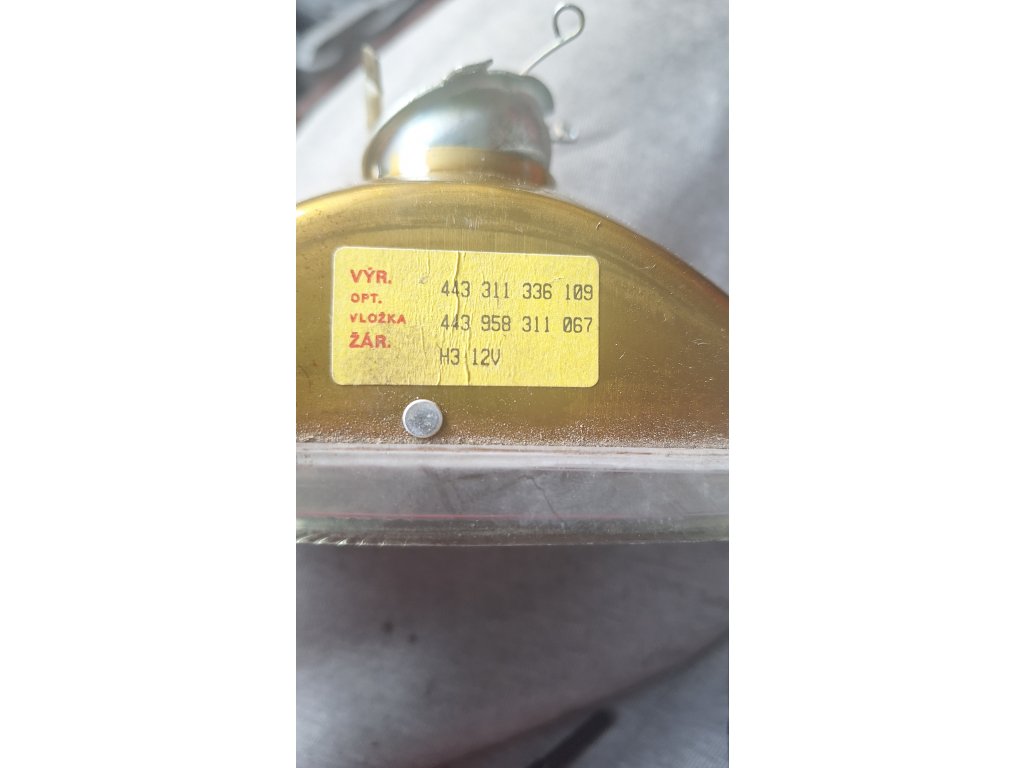 VÝR. 443 311 336 109
OPT.
VLOŽKA 443 958 311 067
ŽÁR. H3 12V